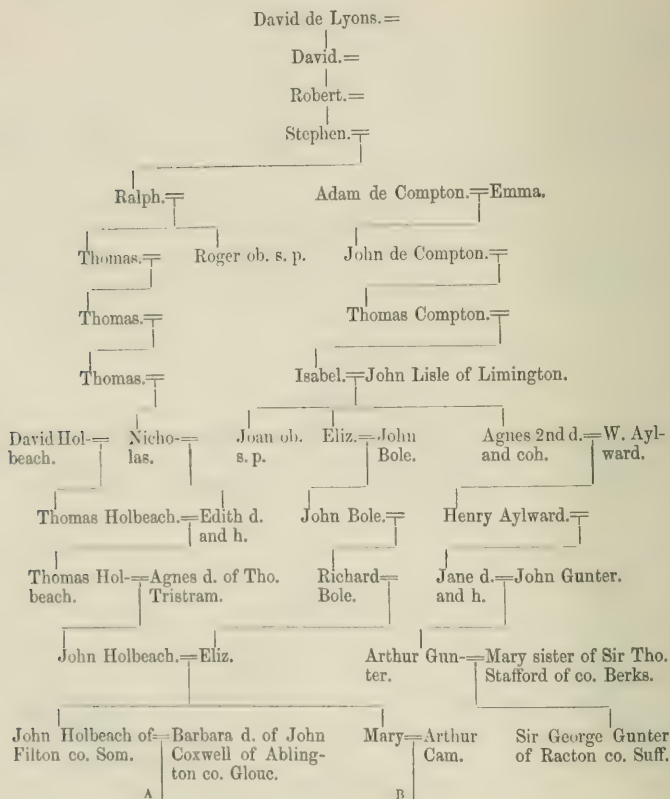 David de Lyons.=
David.=
Robert.=
Stephen.=
Ralph.= Adam de Compton.=Emma.
Thomas.= Roger ob. s. p. John de Compton.=
Thomas.= Thomas Compton.=
Thomas.= Isabel.=John Lisle of Limington.
David Hol-= Nicho-= Joan ob. Eliz.=John Agnes 2nd d.=W. Ayl-
beach. las. s. p. Bole. and coh. ward.
Thomas Holbeach.=Edith d. John Bole.= Henry Aylward.=
and h.
Thomas Hol-=Agnes d. of Tho. Richard= Jane d.=John Gunter.
beach. Tristram. Bole. and h.
John Holbeach.=Eliz. Arthur Gun-=Mary sister of Sir Tho.
ter. Stafford of co. Berks.
John Holbeach of=Barbara d. of John Mary=Arthur Sir George Gunter
Filton co. Som. Coxwell of Abling- Cam. of Racton co. Suff.
ton co. Glouc.
A B